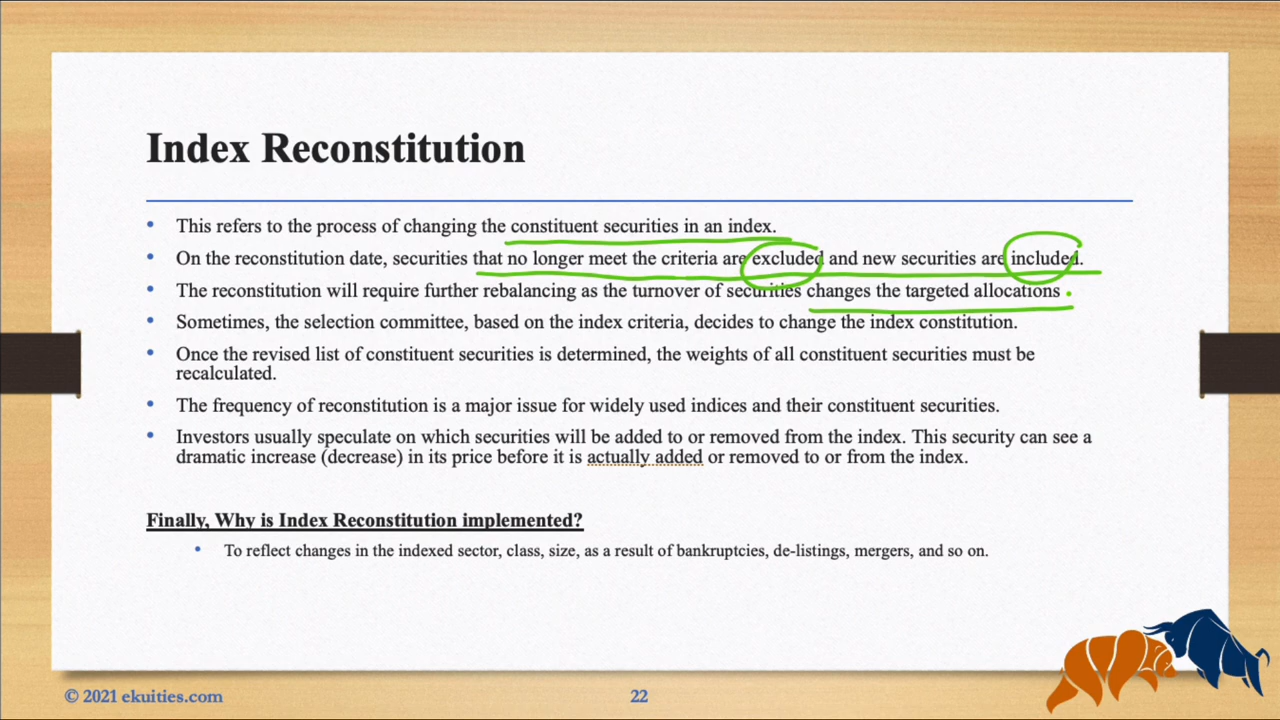 Index Reconstitution
• This refers to the process of changing the constituent securities in an index.
• On the reconstitution date, securities that no longer meet the criteria are excluded and new securities are included.
• The reconstitution will require further rebalancing as the turnover of securities changes the targeted allocations
• Sometimes, the selection committee, based on the index criteria, decides to change the index constitution.
• Once the revised list of constituent securities is determined, the weights of all constituent securities must be
recalculated.
• The frequency of reconstitution is a major issue for widely used indices and their constituent securities.
• Investors usually speculate on which securities will be added to or removed from the index. This security can see a
dramatic increase (decrease) in its price before it is actually added or removed to or from the index.
Finally, Why is Index Reconstitution implemented?
• To reflect changes in the indexed sector, class, size, as a result of bankruptcies, de-listings, mergers, and so on.
© 2021 ekuities.com
22